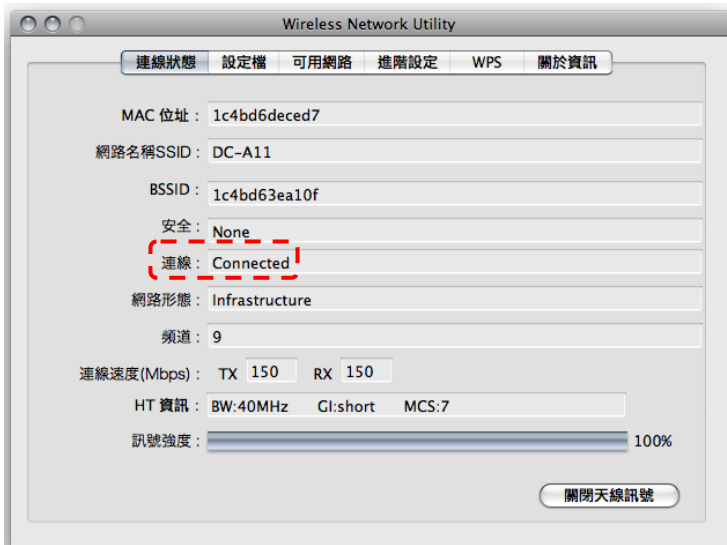 Wireless Network Utility
連線狀態 設定檔 可用網路 進階設定 WPS 關於資訊
MAC 位址 : 1c4bd6deced7
網路名稱SSID : DC-A11
BSSID : 1c4bd63ea10f
安全 : None
連線 : Connected
網路形態 : Infrastructure
頻道 : 9
連線速度(Mbps) : TX 150 RX 150
HT 資訊 : BW:40MHz GI:short MCS:7
訊號強度 : 100%
關閉天線訊號